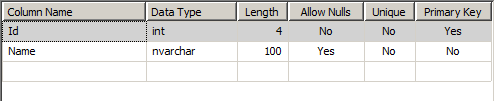 Column Name Data Type Length Allow Nulls Unique Primary Key
Id int 4 No No Yes
Name nvarchar 100 Yes No No